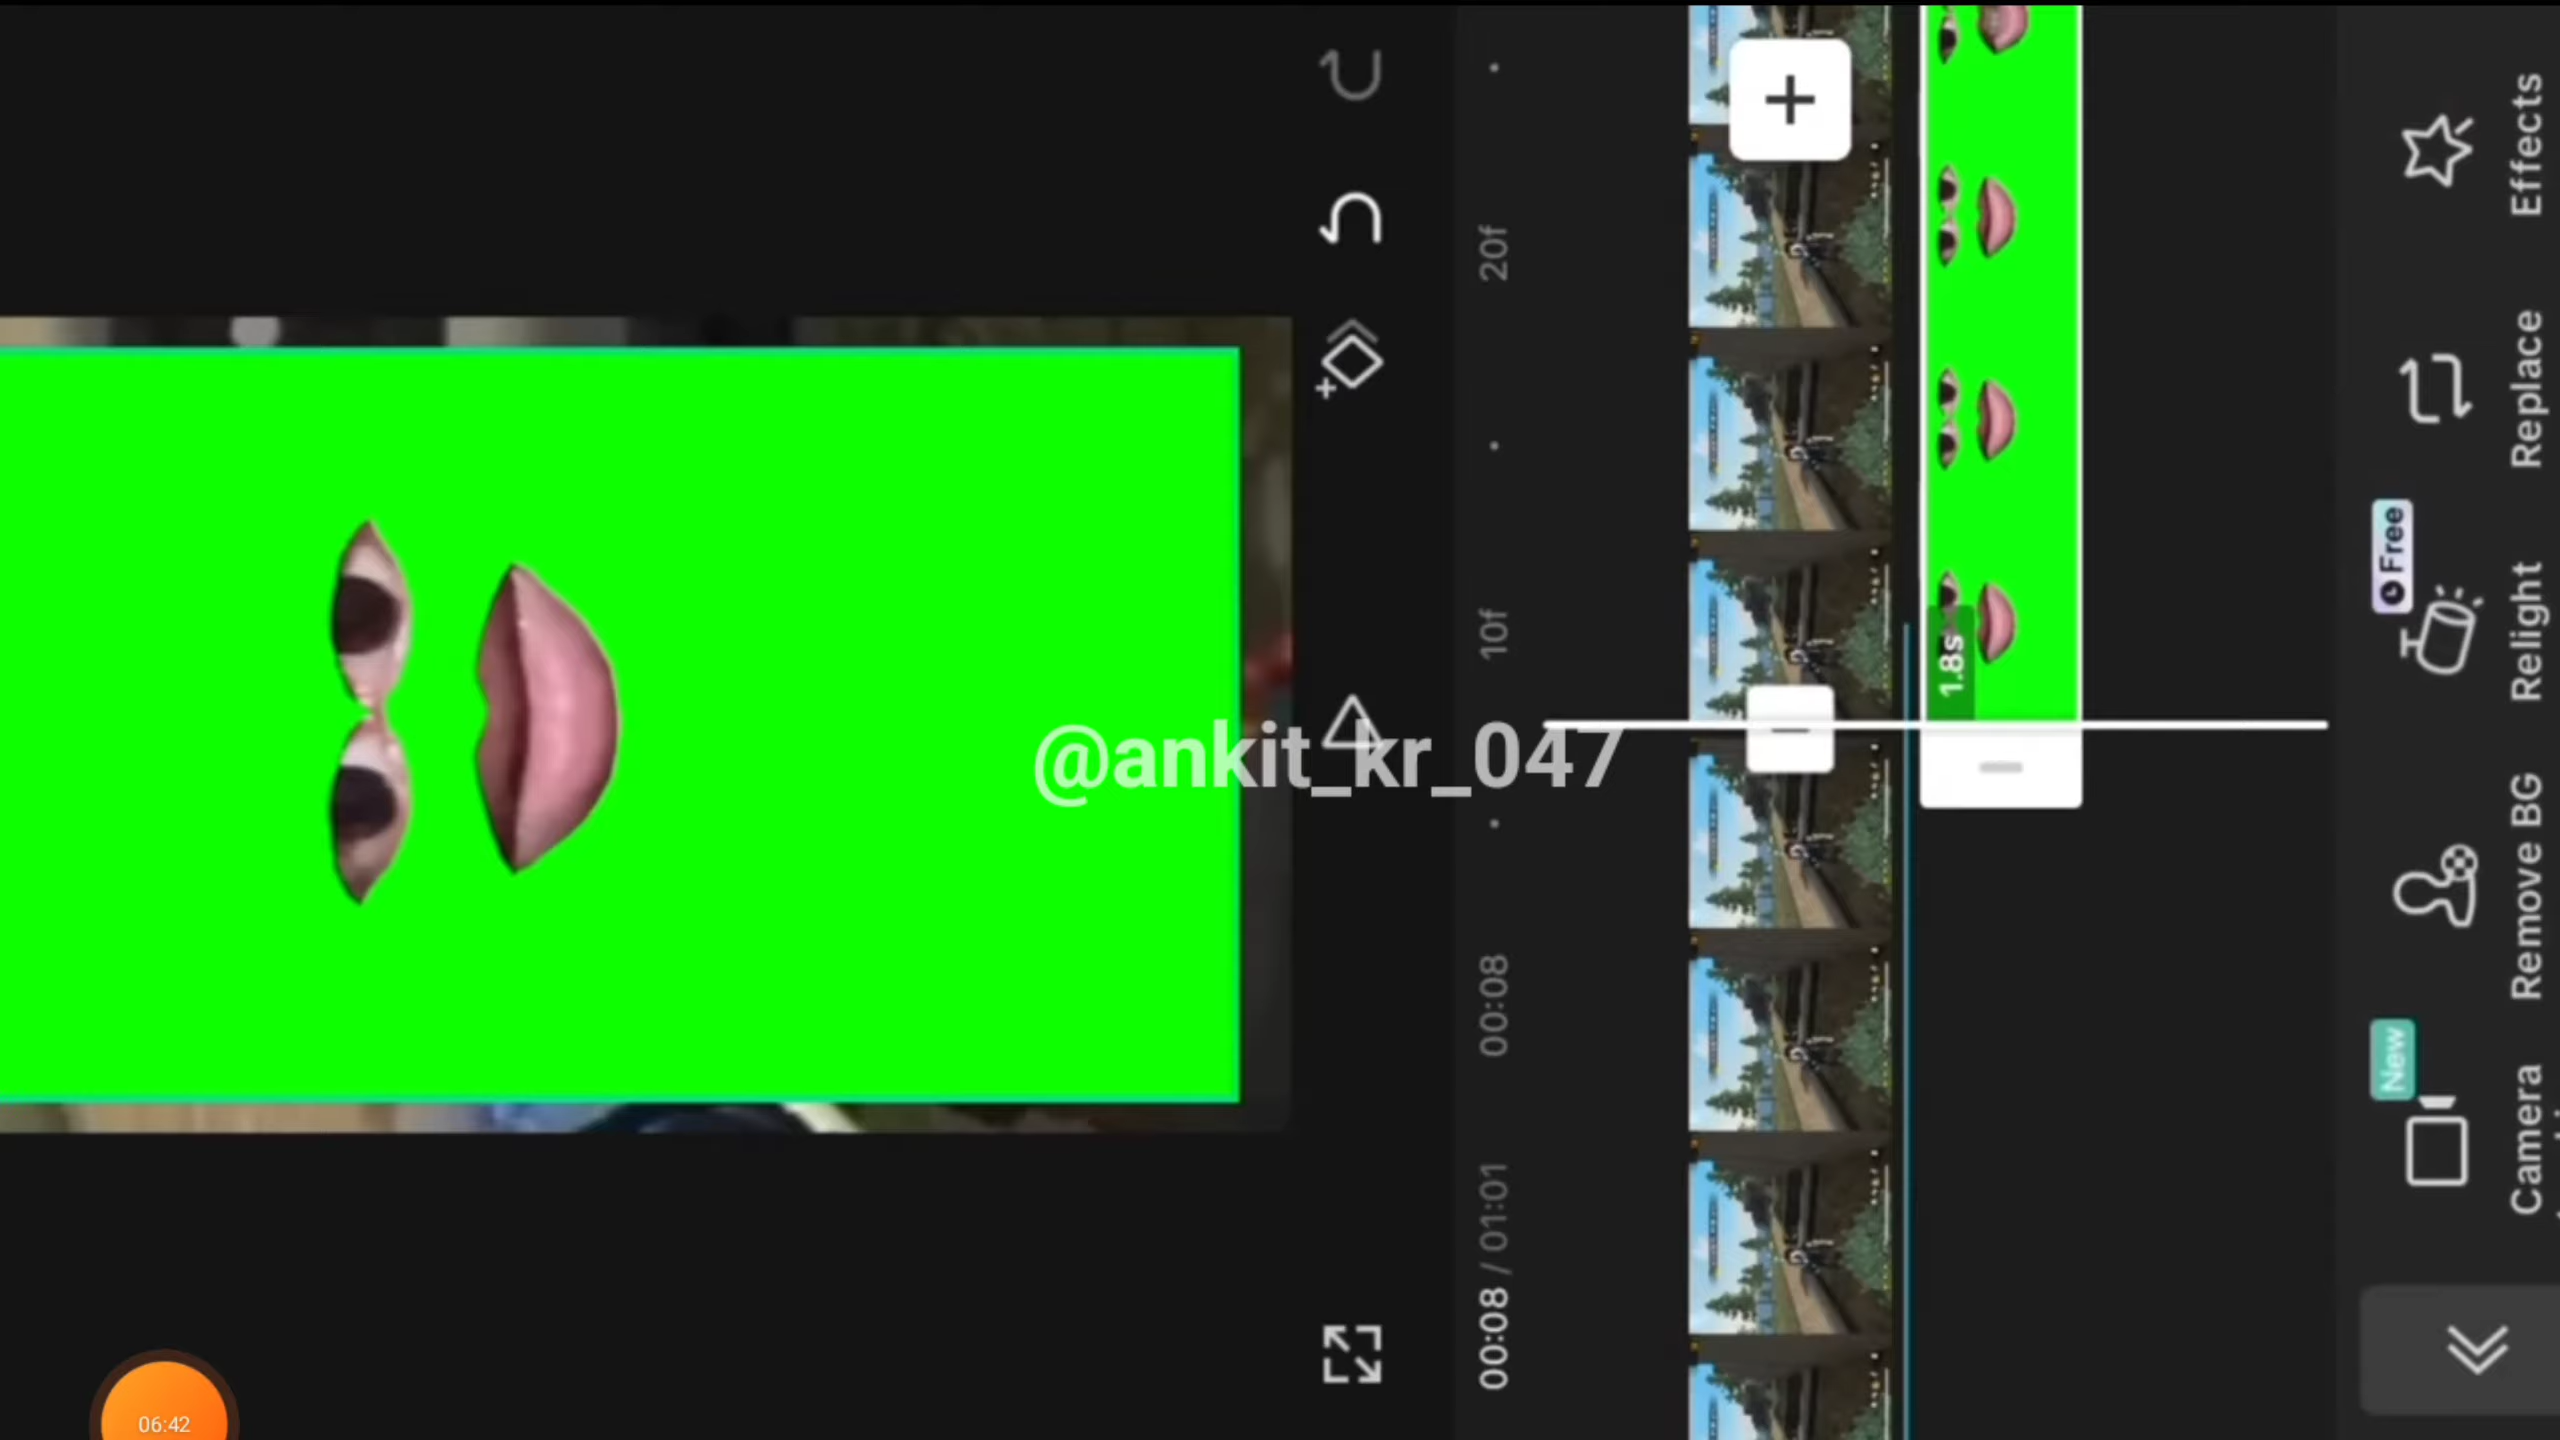 Effects
Replace
Free
Relight
Remove BG
New
Camera
20f
10f
00:08
00:08 / 01:01
1.8s
@ankit_kr_047
06:42